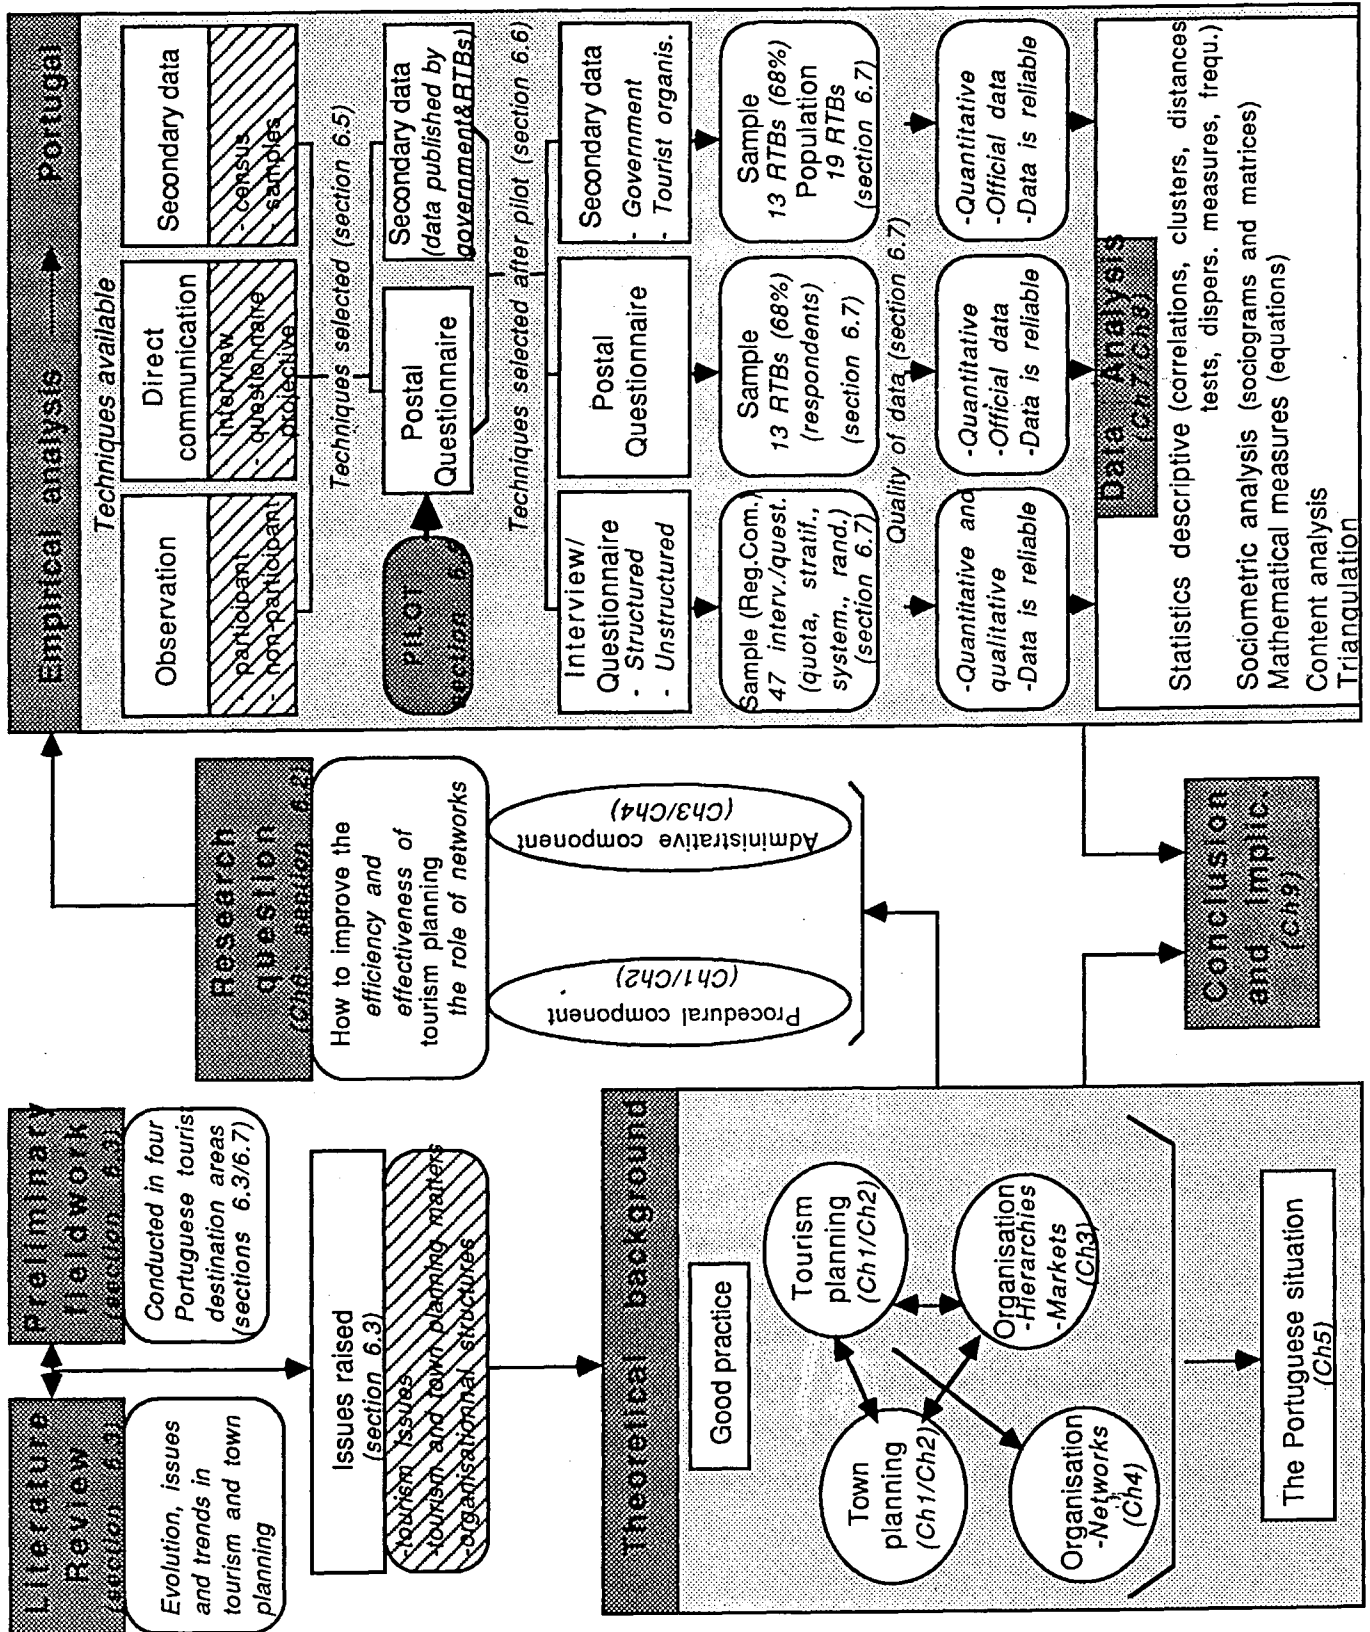 Literature
Review
(section 6.3)
Evolution, issues
and trends in
tourism and town
planning
Preliminary
fieldwork
(section 6.3)
Conducted in four
Portuguese touris
destination areas
(sections 6.3/6.7)
Issues raised
(section 6.3)
-tourism issues
-tourism and town planning matters
-organisationnal structures
Theoretical background
Good practice
Tourism
planning
(Ch1/Ch2)
Town
planning
(Ch1/Ch2)
Organisation
-Hierarchies
-Markets
(Ch3)
Organisation
-Networks
(Ch4)
The Portuguese situation
(Ch5)
Research
question
(Ch6: section 6.2)
How to improve the
efficiency and
effectiveness of
tourism planning
the role of networks
Procedural component
(Ch1/Ch2)
Administrative component
(Ch3/Ch4)
Conclusion
and Implic.
(Ch9)
Empirical analysis Portugal
Techniques available
Observation
- participant
- non-participant
Direct
communication
- interview
- questionnaire
- projective
Secondary data
- census
- samples
Techniques selected (section 6.5)
PILOT
Postal
Questionnaire
Secondary data
(data published by
government&RTBs)
Techniques selected after pilot (section 6.6)
Interview/
Questionnaire
- Structured
- Unstructured
Postal
Questionnaire
Secondary data
- Government
- Tourist organis.
Sample (Reg.Com.)
47 interv./quest.
(quota, stratif.,
system., rand.)
(section 6.7)
Sample
13 RTBs (68%)
(respondents)
(section 6.7)
Sample
13 RTBs (68%)
Population
19 RTBs
(section 6.7)
Quality of data (section 6.7)
-Quantitative and
qualitative
-Data is reliable
-Quantitative
-Official data
-Data is reliable
-Quantitative
-Official data
-Data is reliable
Data Analysis
(Ch7/Ch8)
Statistics descriptive (correlations, clusters, distances
tests, dispers. measures, frequ.)
Sociometric analysis (sociograms and matrices)
Mathematical measures (equations)
Content analysis
Triangulation